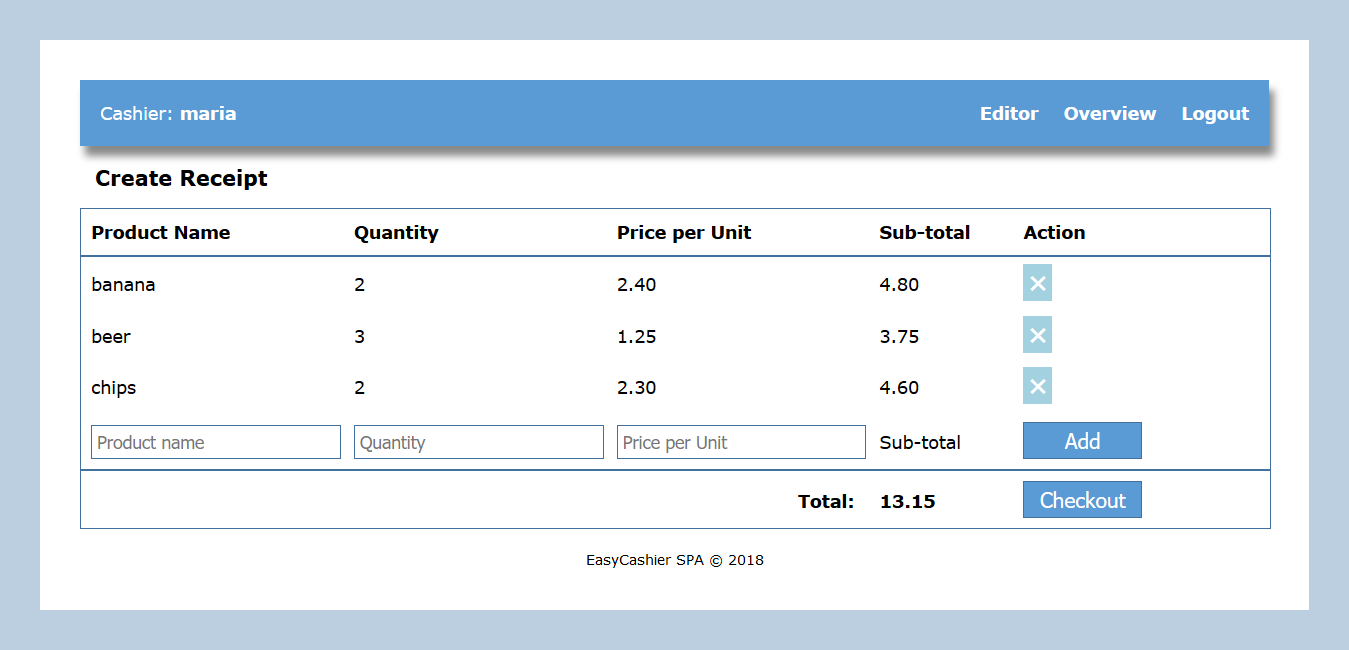 Cashier: maria Editor Overview Logout
Create Receipt
Product Name Quantity Price per Unit Sub-total Action
banana 2 2.40 4.80 ×
beer 3 1.25 3.75 ×
chips 2 2.30 4.60 ×
Product name Quantity Price per Unit Sub-total Add
Total: 13.15 Checkout
EasyCashier SPA © 2018